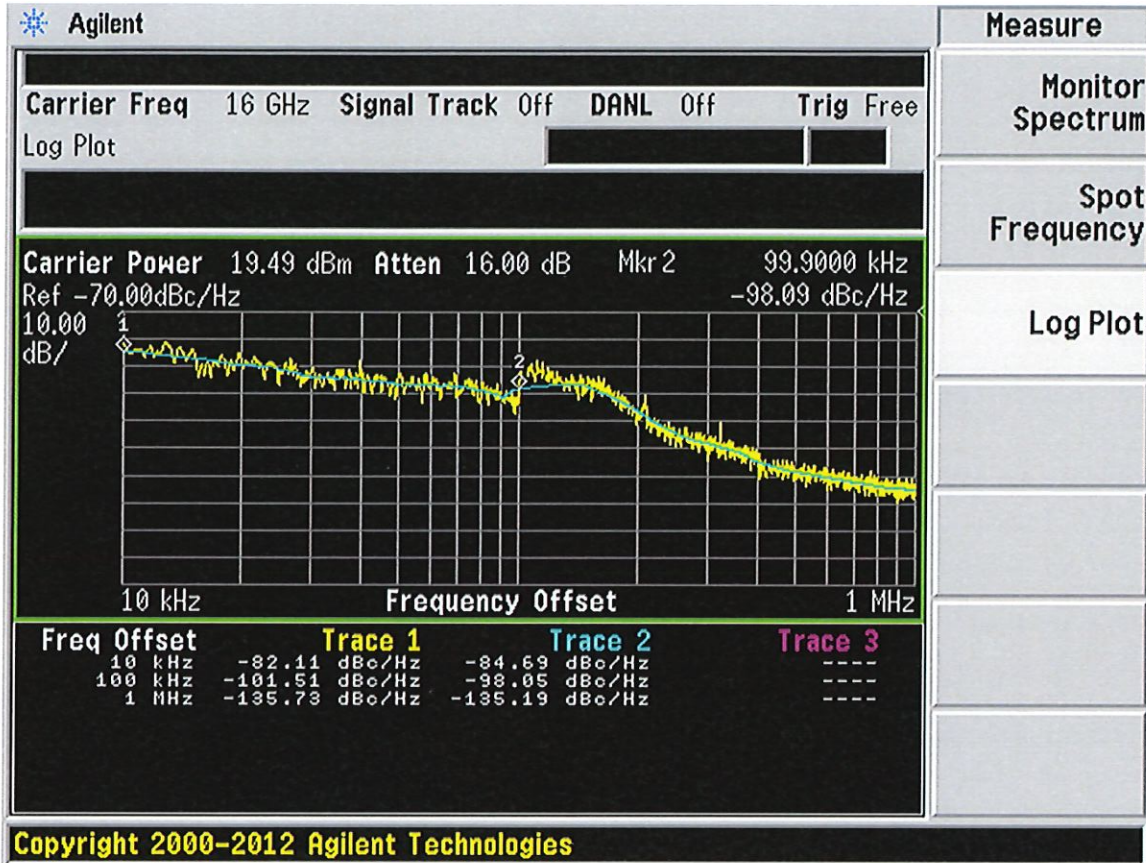 Agilent
Measure
Carrier Freq 16 GHz Signal Track Off DANL Off Trig Free
Log Plot
Monitor
Spectrum
Spot
Frequency
Log Plot
Carrier Power 19.49 dBm Atten 16.00 dB Mkr 2 99.9000 kHz
Ref -70.00dBc/Hz -98.09 dBc/Hz
10.00
dB/
1
2
10 kHz Frequency Offset 1 MHz
Freq Offset Trace 1 Trace 2 Trace 3
10 kHz -82.11 dBc/Hz -84.69 dBc/Hz ----
100 kHz -101.51 dBc/Hz -98.05 dBc/Hz ----
1 MHz -135.73 dBc/Hz -135.19 dBc/Hz ----
Copyright 2000-2012 Agilent Technologies